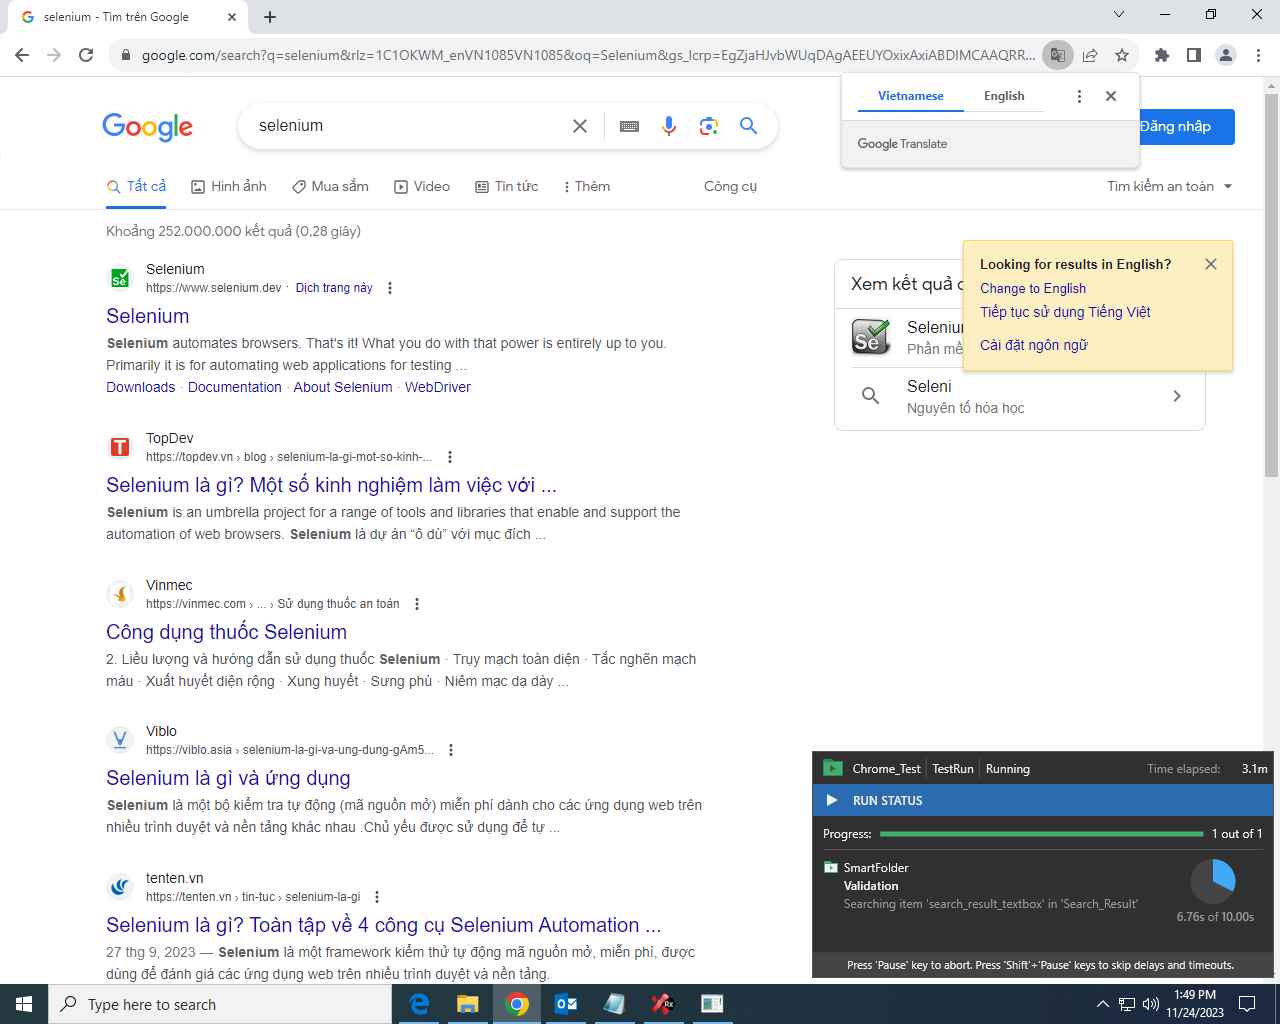 selenium - Tìm trên Google
google.com/search?q=selenium&rlz=1C1OKWM_enVN1085VN1085&oq=Selenium&gs_lcrp=EgZjaHJvbWUqDAgAEEUYOxixAxiABDIMCAAQRR...
Vietnamese English
Google Translate
Google
selenium
Đăng nhập
Tất cả Hình ảnh Mua sắm Video Tin tức Thêm Công cụ Tìm kiếm an toàn
Khoảng 252.000.000 kết quả (0,28 giây)
Selenium
https://www.selenium.dev · Dịch trang này
Selenium
Selenium automates browsers. That's it! What you do with that power is entirely up to you.
Primarily it is for automating web applications for testing ...
Downloads · Documentation · About Selenium · WebDriver
TopDev
https://topdev.vn › blog › selenium-la-gi-mot-so-kinh-...
Selenium là gì? Một số kinh nghiệm làm việc với ...
Selenium is an umbrella project for a range of tools and libraries that enable and support the
automation of web browsers. Selenium là dự án “ô dù” với mục đích ...
Vinmec
https://vinmec.com › ... › Sử dụng thuốc an toàn
Công dụng thuốc Selenium
2. Liều lượng và hướng dẫn sử dụng thuốc Selenium · Trụy mạch toàn diện · Tắc nghẽn mạch
máu · Xuất huyết diện rộng · Xung huyết · Sưng phù · Niêm mạc dạ dày ...
Viblo
https://viblo.asia › selenium-la-gi-va-ung-dung-gAm5...
Selenium là gì và ứng dụng
Selenium là một bộ kiểm tra tự động (mã nguồn mở) miễn phí dành cho các ứng dụng web trên
nhiều trình duyệt và nền tảng khác nhau .Chủ yếu được sử dụng để tự ...
tenten.vn
https://tenten.vn › tin-tuc › selenium-la-gi
Selenium là gì? Toàn tập về 4 công cụ Selenium Automation ...
27 thg 9, 2023 — Selenium là một framework kiểm thử tự động mã nguồn mở, miễn phí, được
dùng để đánh giá các ứng dụng web trên nhiều trình duyệt và nền tảng.
Xem kết quả
Se
Selenium
Phần
Seleni
Nguyên tố hóa học
Looking for results in English?
Change to English
Tiếp tục sử dụng Tiếng Việt
Cài đặt ngôn ngữ
Chrome_Test TestRun Running Time elapsed: 3.1m
RUN STATUS
Progress: 1 out of 1
SmartFolder
Validation
Searching item 'search_result_textbox' in 'Search_Result'
6.76s of 10.00s
Press 'Pause' key to abort. Press 'Shift'+'Pause' keys to skip delays and timeouts.
Type here to search
1:49 PM
11/24/2023